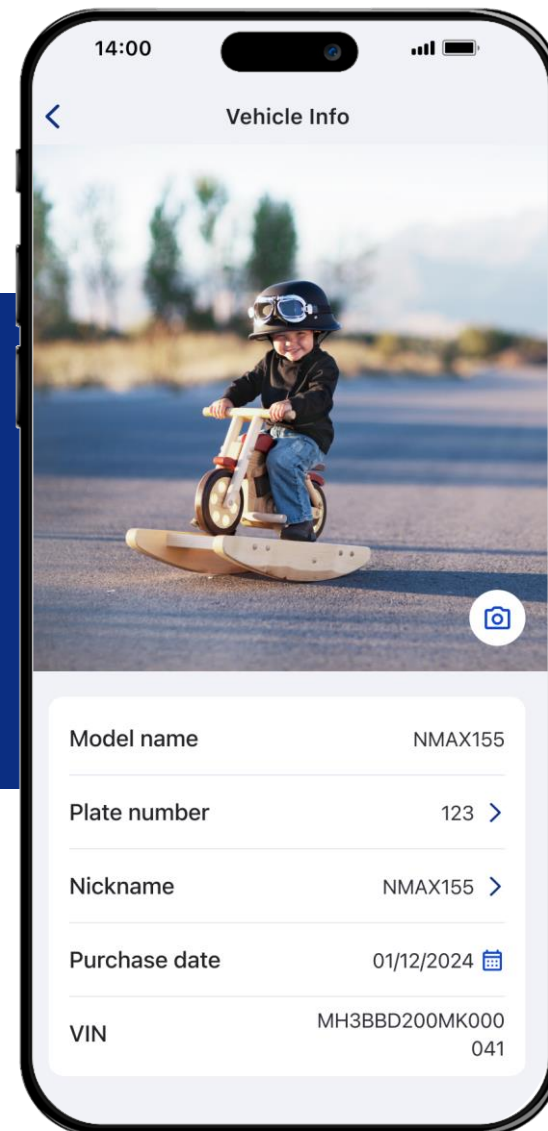 14:00
Vehicle Info
Model name NMAX155
Plate number 123
Nickname NMAX155
Purchase date 01/12/2024
VIN MH3BBD200MK000
041